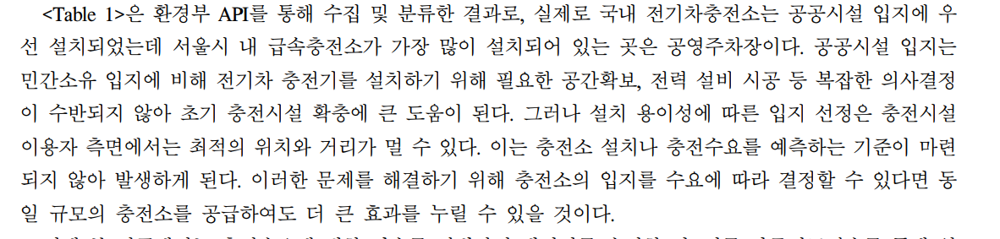 <Table 1>은 환경부 API를 통해 수집 및 분류한 결과로, 실제로 국내 전기차충전소는 공공시설 입지에 우
선 설치되었는데 서울시 내 급속충전소가 가장 많이 설치되어 있는 곳은 공영주차장이다. 공공시설 입지는
민간소유 입지에 비해 전기차 충전기를 설치하기 위해 필요한 공간확보, 전력 설비 시공 등 복잡한 의사결정
이 수반되지 않아 초기 충전시설 확충에 큰 도움이 된다. 그러나 설치 용이성에 따른 입지 선정은 충전시설
이용자 측면에서는 최적의 위치와 거리가 멀 수 있다. 이는 충전소 설치나 충전수요를 예측하는 기준이 마련
되지 않아 발생하게 된다. 이러한 문제를 해결하기 위해 충전소의 입지를 수요에 따라 결정할 수 있다면 동
일 규모의 충전소를 공급하여도 더 큰 효과를 누릴 수 있을 것이다.